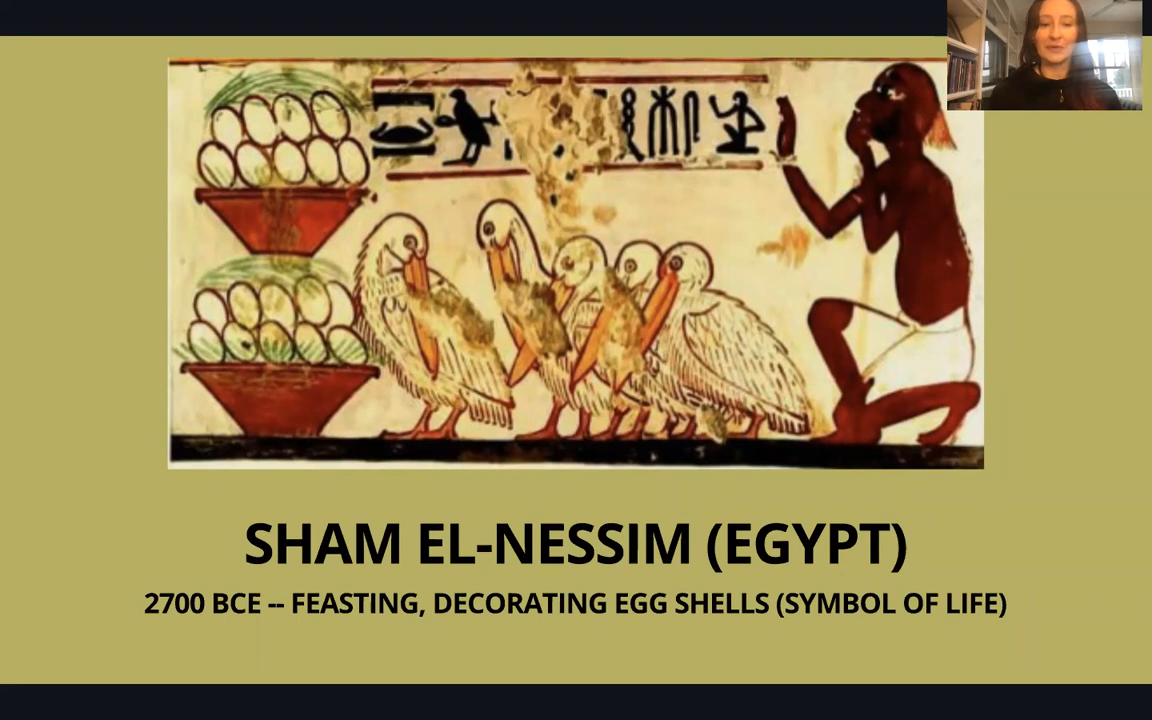 SHAM EL-NESSIM (EGYPT)
2700 BCE -- FEASTING, DECORATING EGG SHELLS (SYMBOL OF LIFE)